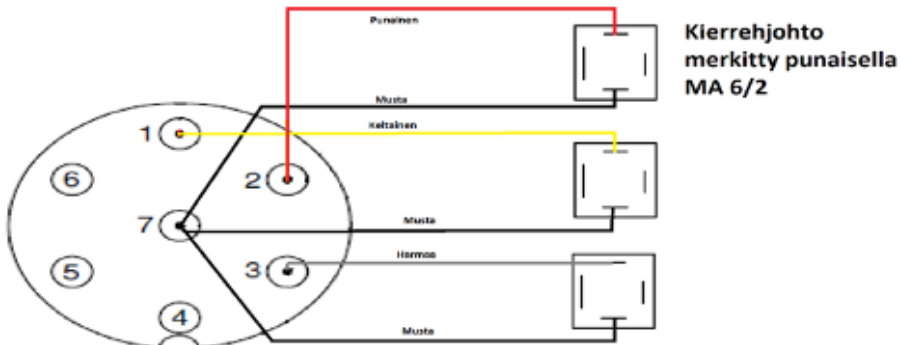 Punainen
Kierrehjohto
merkitty punaisella
MA 6/2
Musta
Keltainen
1
6
2
7
Musta
Harmaa
5
3
4
Musta